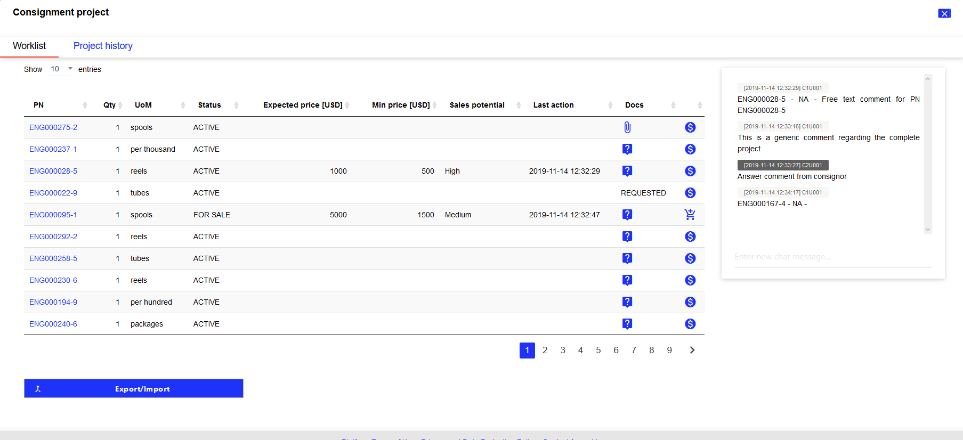 Consignment project
Worklist Project history
Show 10 entries
PN Qty UoM Status Expected price [USD] Min price [USD] Sales potential Last action Docs
ENG000275-2 1 spools ACTIVE
ENG000237-1 1 per thousand ACTIVE
ENG000028-5 1 reels ACTIVE 1000 500 High 2019-11-14 12:32:29
ENG000022-9 1 tubes ACTIVE REQUESTED
ENG000095-1 1 spools FOR SALE 5000 1500 Medium 2019-11-14 12:32:47
ENG000292-2 1 reels ACTIVE
ENG000258-5 1 tubes ACTIVE
ENG000230-6 1 reels ACTIVE
ENG000194-9 1 per hundred ACTIVE
ENG000240-6 1 packages ACTIVE
1 2 3 4 5 6 7 8 9
Export/Import
[2019-11-14 12:32:29] C1U001
ENG000028-5 - NA - Free text comment for PN
ENG000028-5
[2019-11-14 12:33:16] C1U001
This is a generic comment regarding the complete
project
[2019-11-14 12:33:27] C2U001
Answer comment from consignor
[2019-11-14 12:34:17] C1U001
ENG000167-4 - NA -
Enter new chat message...